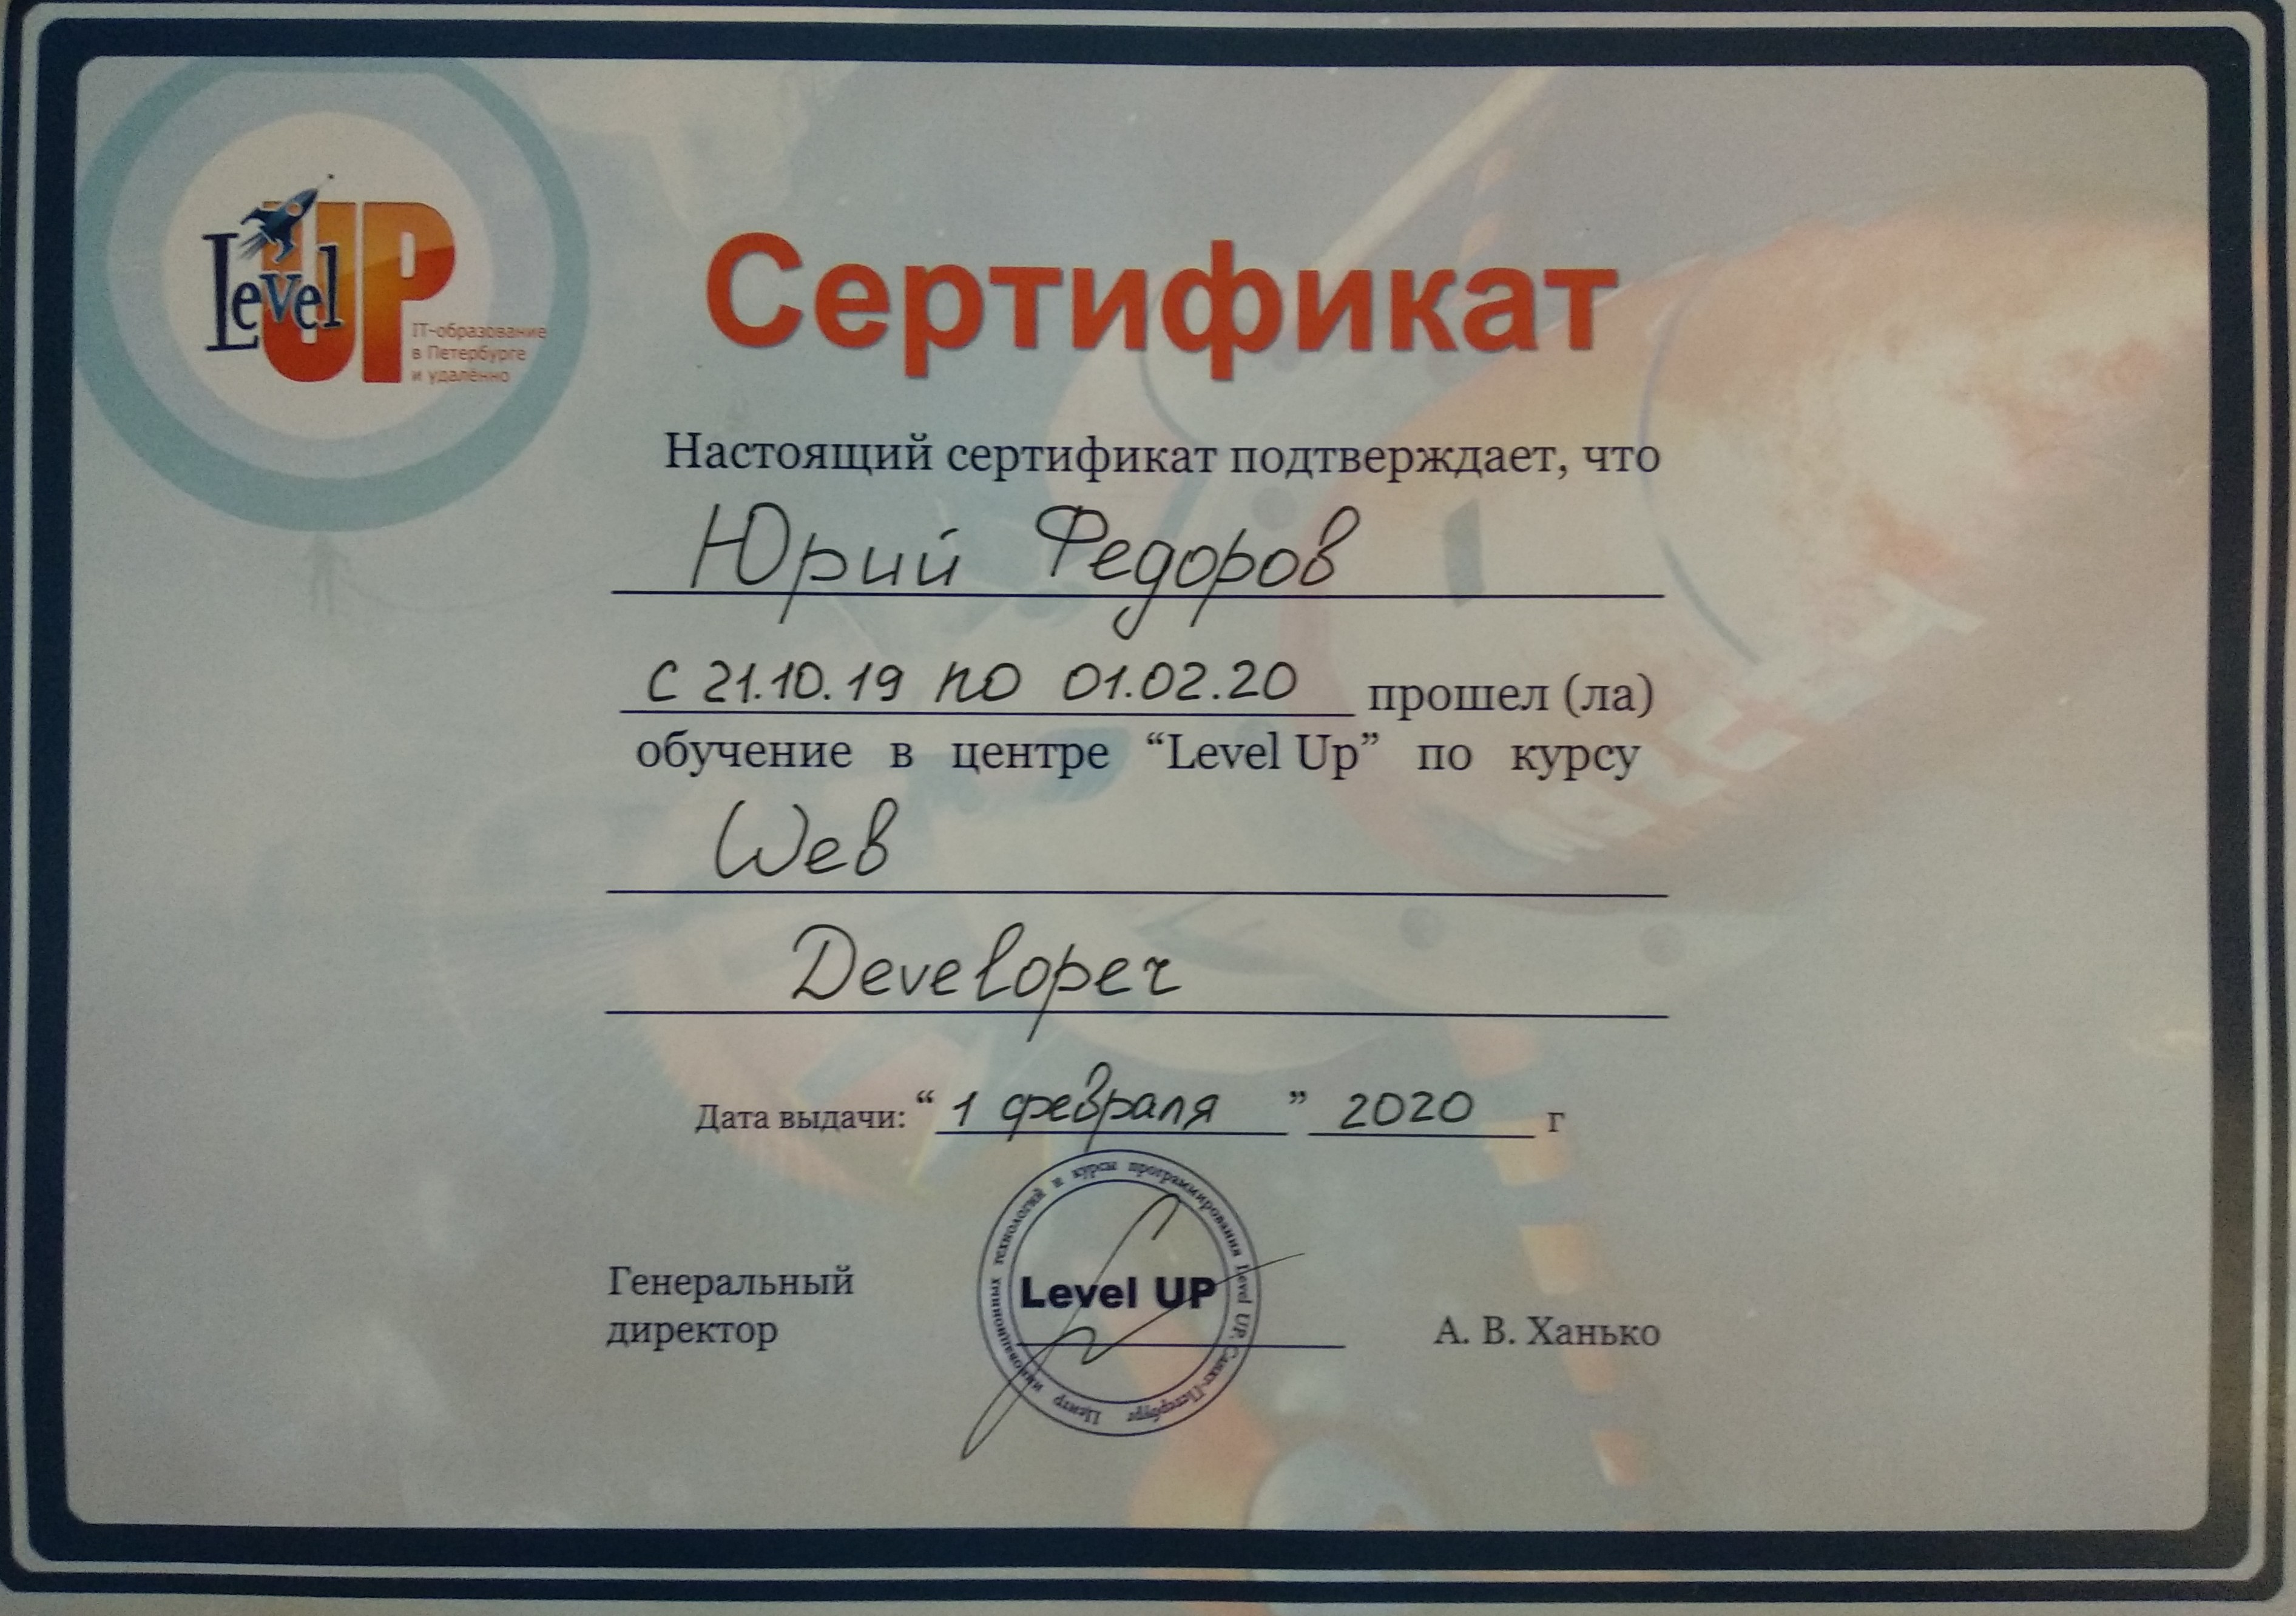 Level UP
IT-образование
в Петербурге
и удалённо
Сертификат
Настоящий сертификат подтверждает, что
Юрий Федоров
с 21.10.19 по 01.02.20 прошел (ла)
обучение в центре “Level Up” по курсу
Web
Developer
Дата выдачи: “ 1 февраля ” 2020 г
Центр инновационных технологий и курсы программирования Level UP, Санкт-Петербург
Level UP
Генеральный
директор
А. В. Ханько